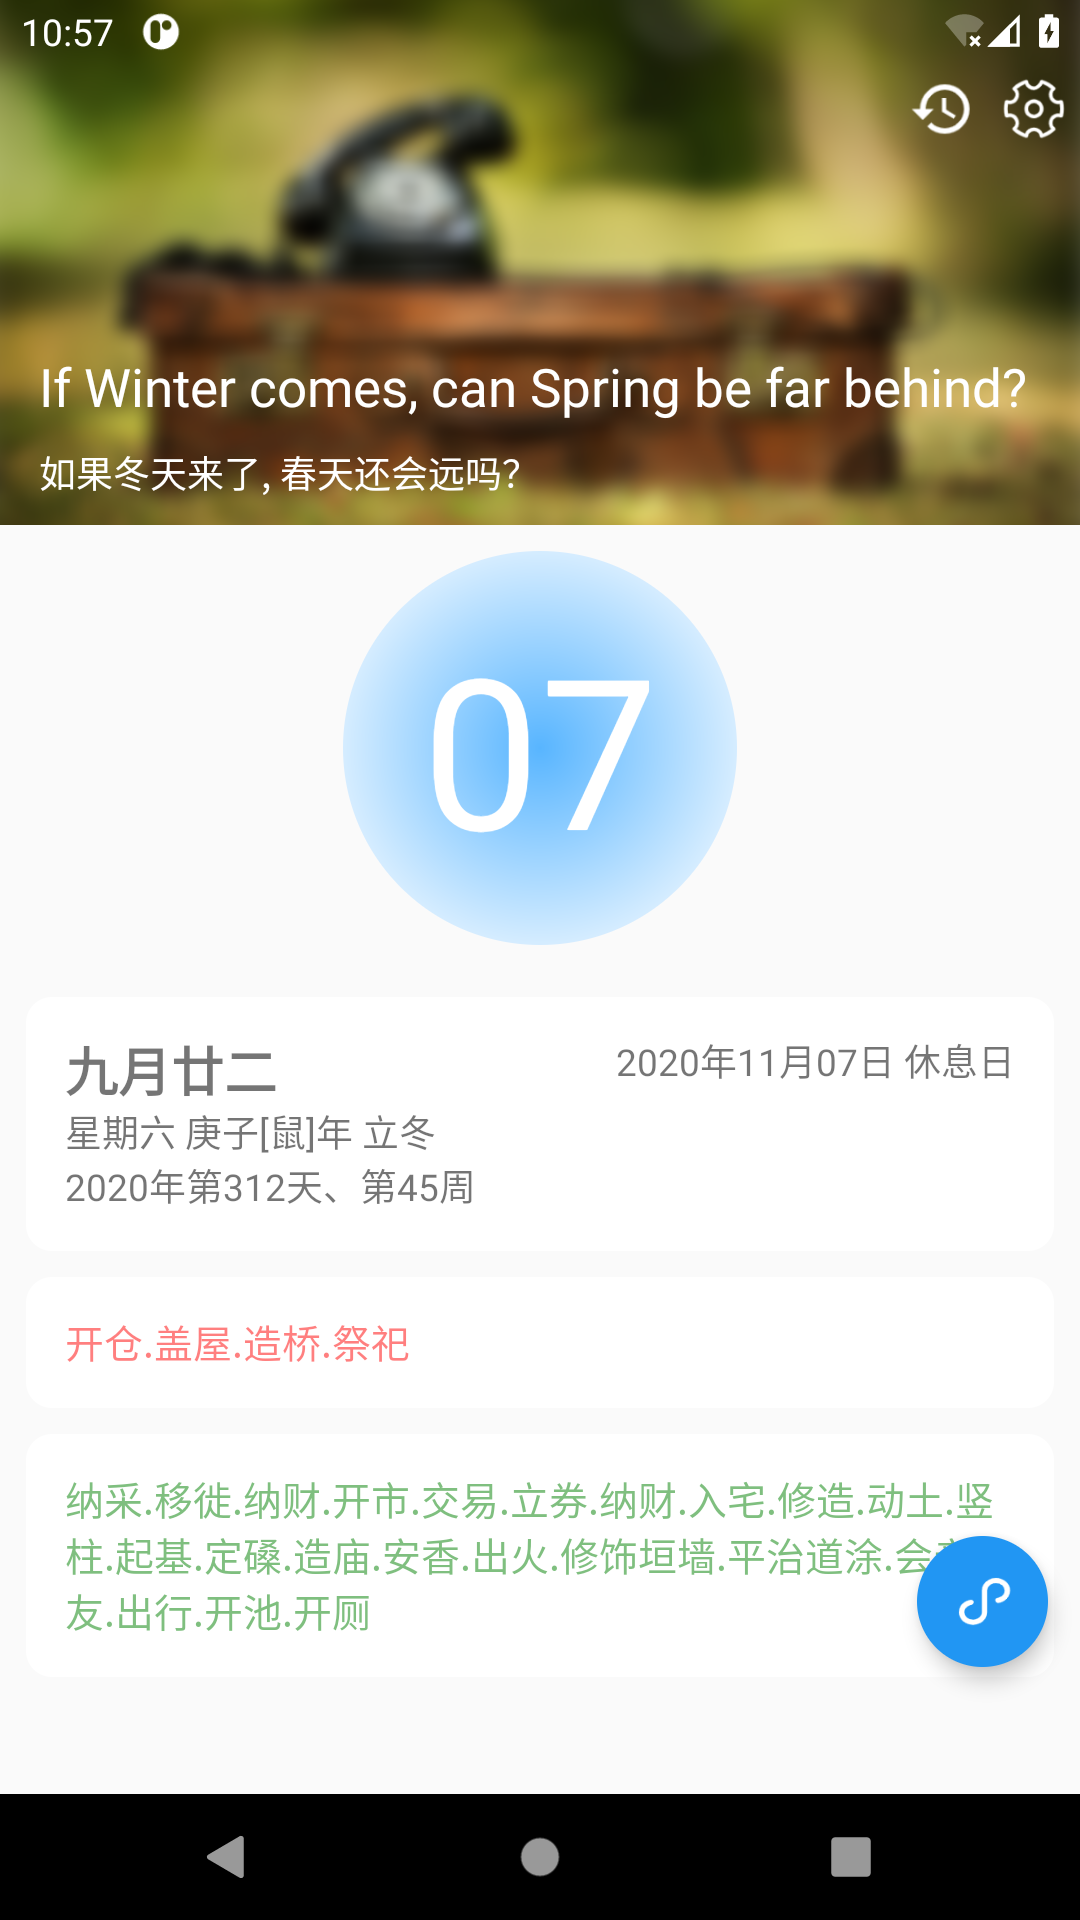 10:57
If Winter comes, can Spring be far behind?
如果冬天来了, 春天还会远吗?
07
九月廿二
2020年11月07日 休息日
星期六 庚子[鼠]年 立冬
2020年第312天、第45周
开仓.盖屋.造桥.祭祀
纳采.移徙.纳财.开市.交易.立券.纳财.入宅.修造.动土.竖
柱.起基.定磉.造庙.安香.出火.修饰垣墙.平治道涂.会
友.出行.开池.开厕